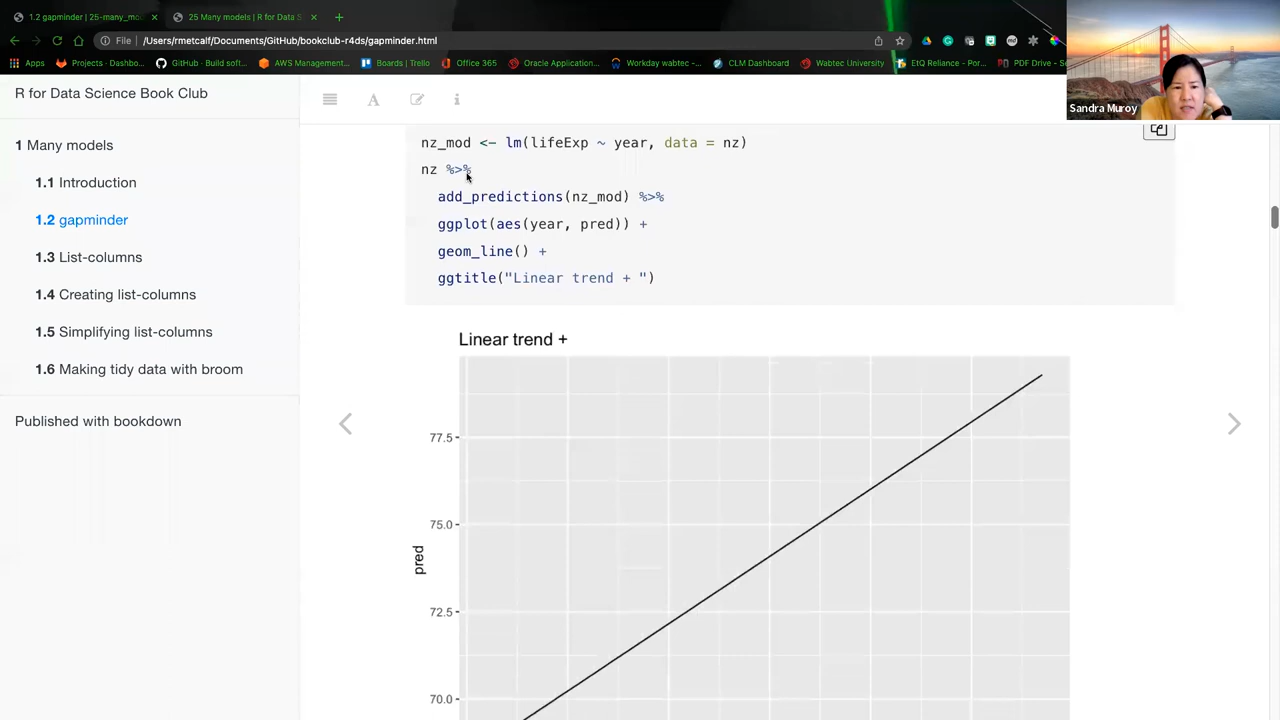 1.2 gapminder | 25-many_mo
25 Many models | R for Data S
File | /Users/rmetcalf/Documents/GitHub/bookclub-r4ds/gapminder.html
Apps
Projects · Dashbo...
GitHub · Build soft...
AWS Management...
Boards | Trello
Office 365
Oracle Application...
Workday wabtec -...
CLM Dashboard
Wabtec University
EtQ Reliance - Por...
PDF Drive - Se
Sandra Muroy
R for Data Science Book Club
1 Many models
1.1 Introduction
1.2 gapminder
1.3 List-columns
1.4 Creating list-columns
1.5 Simplifying list-columns
1.6 Making tidy data with broom
Published with bookdown
nz_mod <- lm(lifeExp ~ year, data = nz)
nz %>%
add_predictions(nz_mod) %>%
ggplot(aes(year, pred)) +
geom_line() +
ggtitle("Linear trend + ")
Linear trend +
77.5
75.0
pred
72.5
70.0